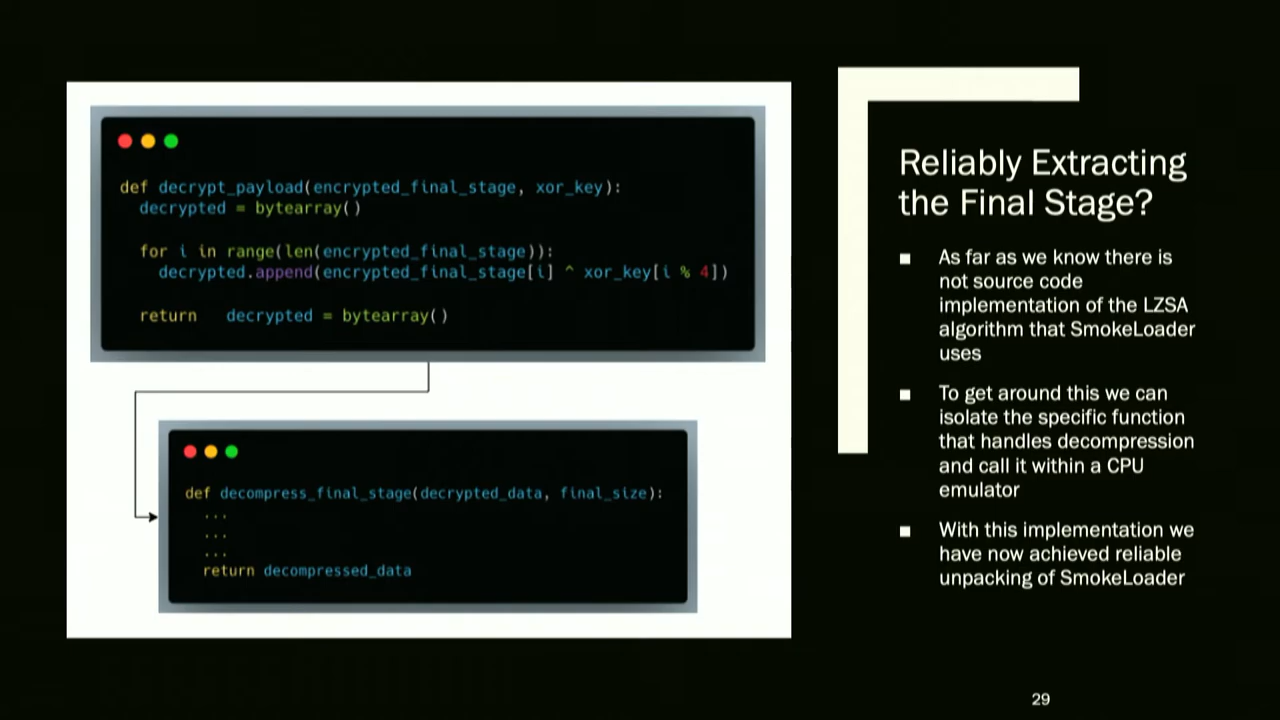 def decrypt_payload(encrypted_final_stage, xor_key):
decrypted = bytearray()
for i in range(len(encrypted_final_stage)):
decrypted.append(encrypted_final_stage[i] ^ xor_key[i % 4])
return decrypted = bytearray()
def decompress_final_stage(decrypted_data, final_size):
...
...
...
return decompressed_data
Reliably Extracting
the Final Stage?
As far as we know there is
not source code
implementation of the LZSA
algorithm that SmokeLoader
uses
To get around this we can
isolate the specific function
that handles decompression
and call it within a CPU
emulator
With this implementation we
have now achieved reliable
unpacking of SmokeLoader
29